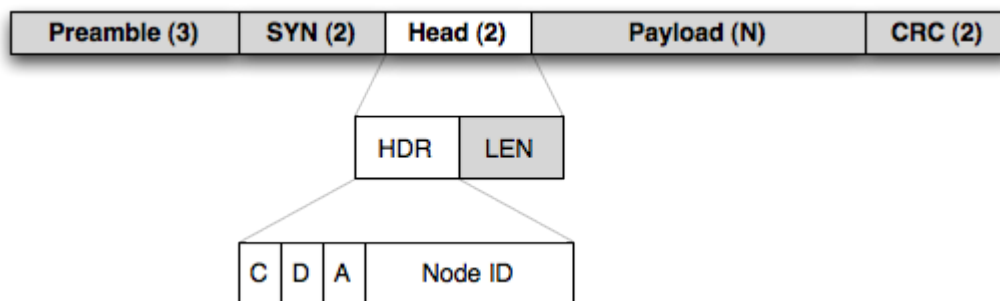 Preamble (3) SYN (2) Head (2) Payload (N) CRC (2)
HDR LEN
C D A Node ID